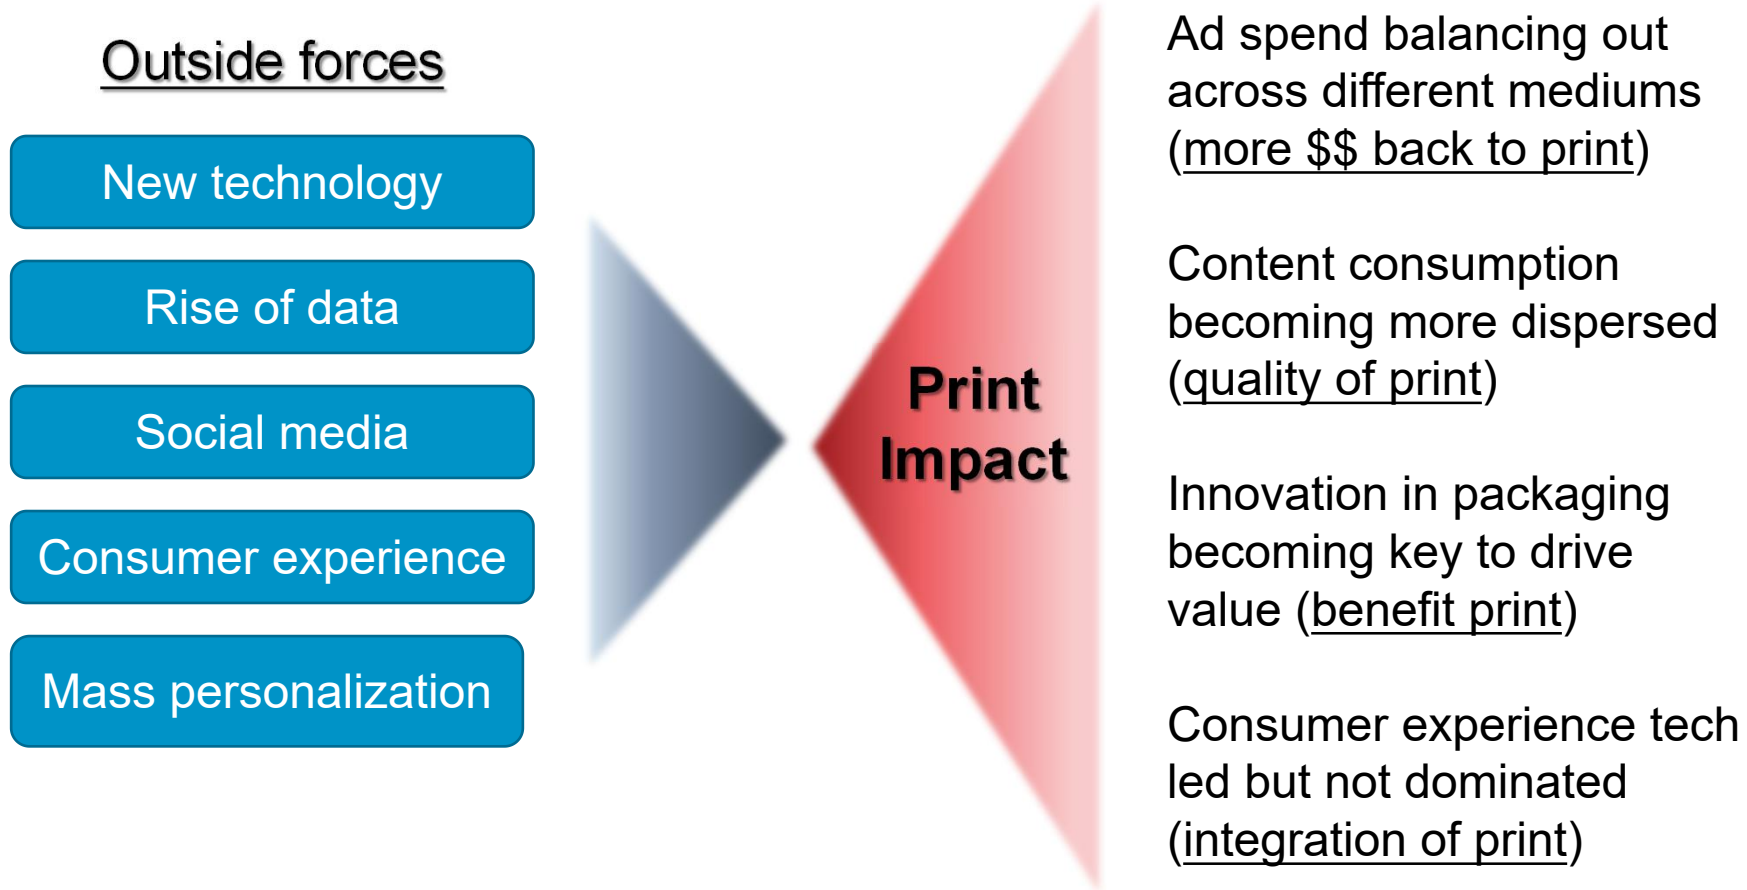 Outside forces
New technology
Rise of data
Social media
Consumer experience
Mass personalization
Print
Impact
Ad spend balancing out
across different mediums
(more $$ back to print)
Content consumption
becoming more dispersed
(quality of print)
Innovation in packaging
becoming key to drive
value (benefit print)
Consumer experience tech
led but not dominated
(integration of print)